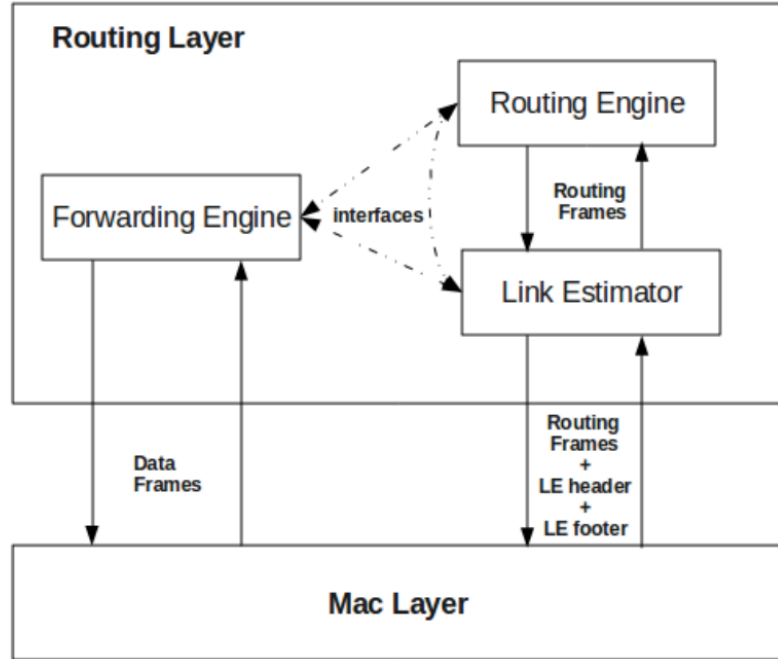 Routing Layer
Routing Engine
Routing
Frames
Forwarding Engine
interfaces
Link Estimator
Data
Frames
Routing
Frames
+
LE header
+
LE footer
Mac Layer